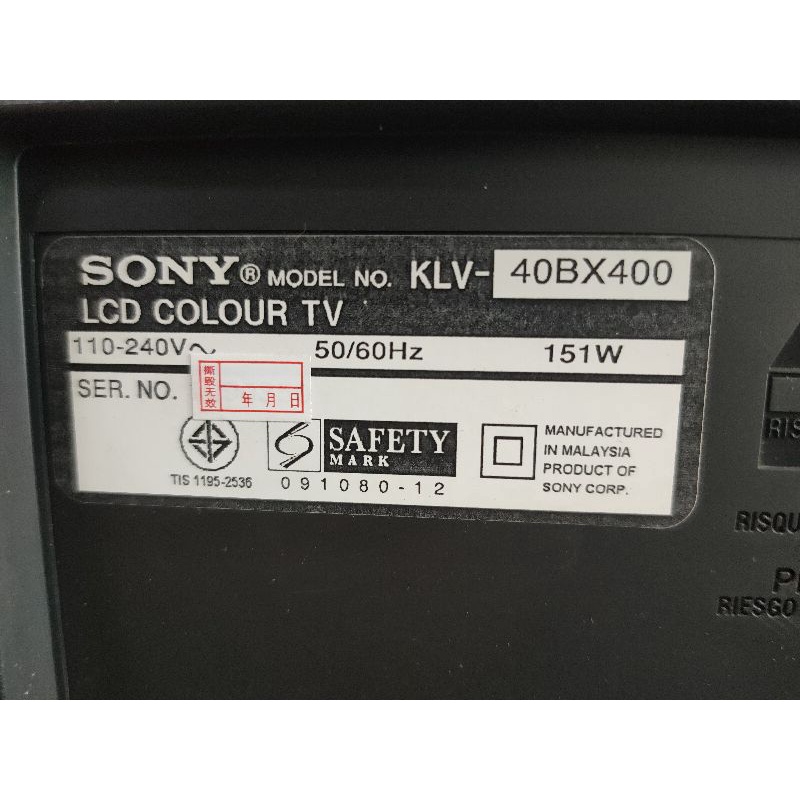 SONY® MODEL NO. KLV-40BX400
LCD COLOUR TV
110-240V~ 50/60Hz 151W
SER. NO.
撕毁无效
年 月 日
SAFETY
MARK
TIS 1195-2536
091080-12
MANUFACTURED
IN MALAYSIA
PRODUCT OF
SONY CORP.
RIS
RISQU
RIESGO